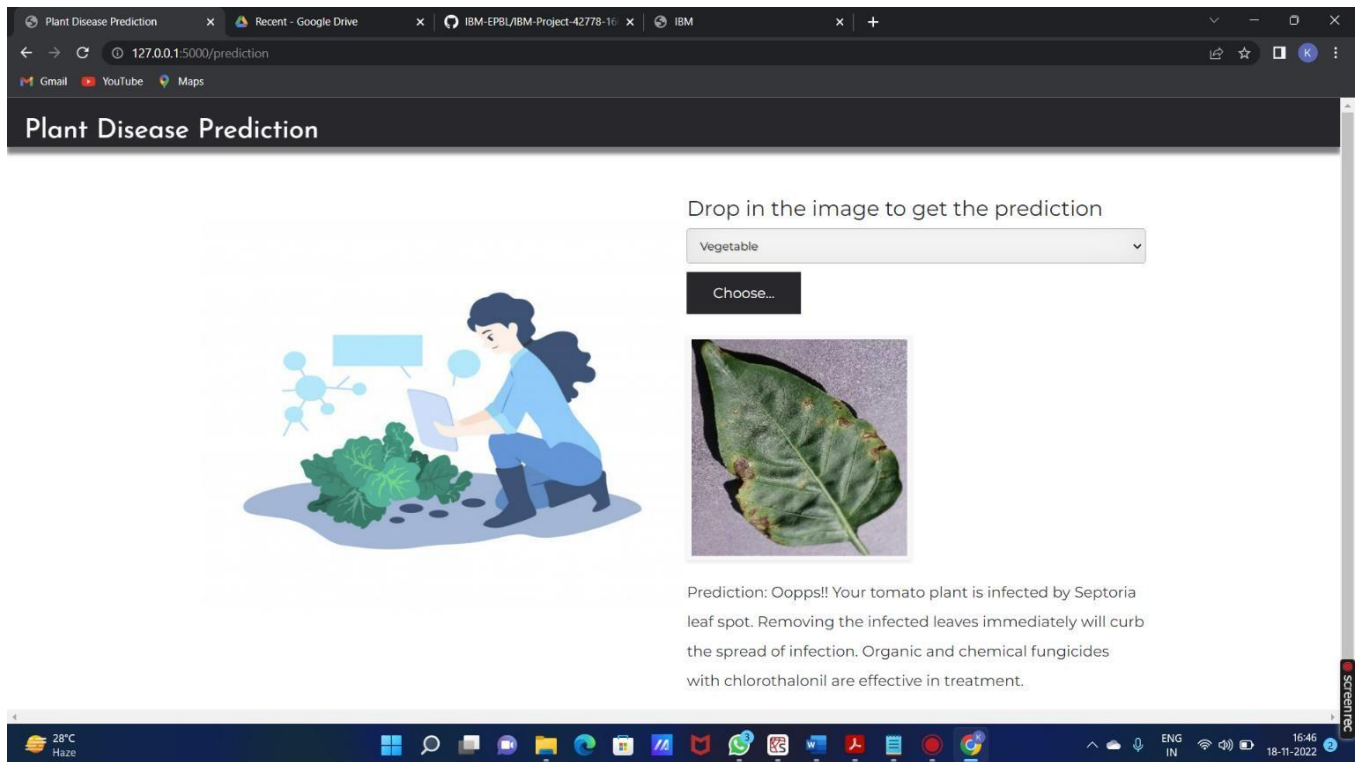 Plant Disease Prediction
Recent - Google Drive
IBM-EPBL/IBM-Project-42778-16
IBM
127.0.0.1:5000/prediction
K
Gmail
YouTube
Maps
Plant Disease Prediction
Drop in the image to get the prediction
Vegetable
Choose...
Prediction: Oopps!! Your tomato plant is infected by Septoria
leaf spot. Removing the infected leaves immediately will curb
the spread of infection. Organic and chemical fungicides
with chlorothalonil are effective in treatment.
screenrec
28°C
Haze
3
ENG
IN
16:46
18-11-2022
2